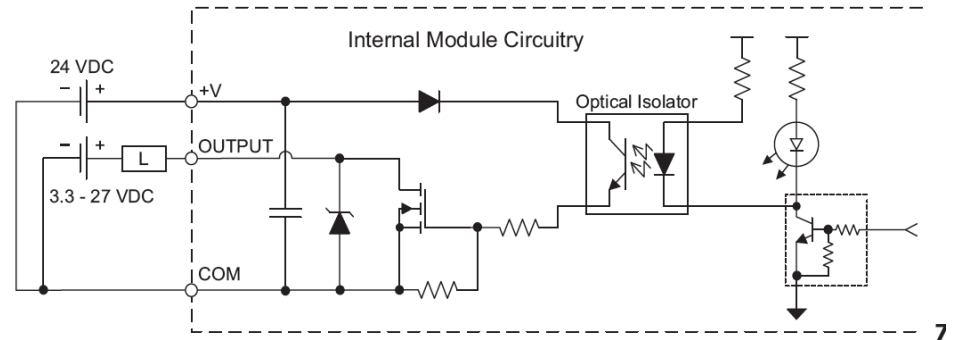 Internal Module Circuitry
24 VDC
− +
+V
Optical Isolator
− +
L
OUTPUT
3.3 - 27 VDC
COM
7